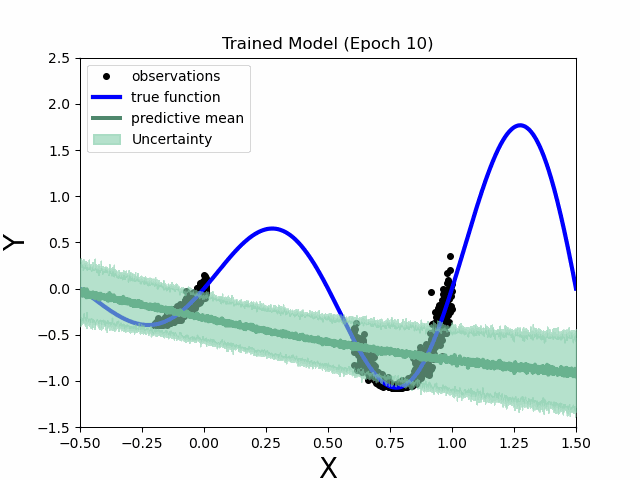 Trained Model (Epoch 10)
observations
true function
predictive mean
Uncertainty
2.5
2.0
1.5
1.0
0.5
0.0
−0.5
−1.0
−1.5
Y
−0.50 −0.25 0.00 0.25 0.50 0.75 1.00 1.25 1.50
X